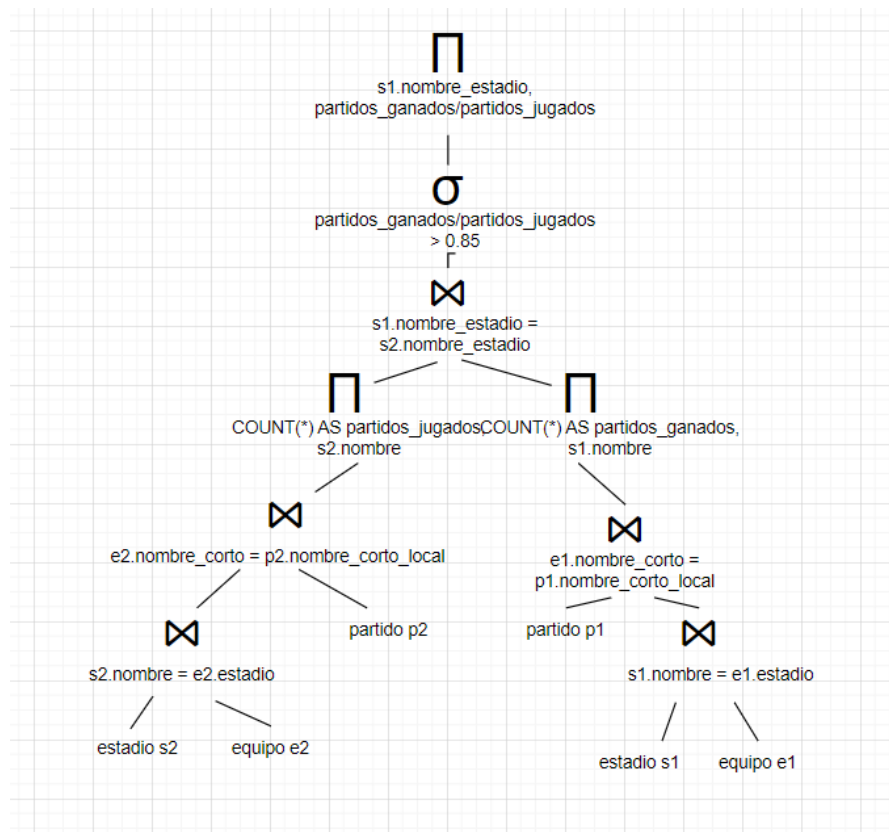 ∏
s1.nombre_estadio,
partidos_ganados/partidos_jugados
σ
partidos_ganados/partidos_jugados
> 0.85
⋈
s1.nombre_estadio =
s2.nombre_estadio
∏
COUNT(*) AS partidos_jugados,
s2.nombre
∏
COUNT(*) AS partidos_ganados,
s1.nombre
⋈
e2.nombre_corto = p2.nombre_corto_local
⋈
e1.nombre_corto =
p1.nombre_corto_local
⋈
s2.nombre = e2.estadio
partido p2
partido p1
⋈
s1.nombre = e1.estadio
estadio s2
equipo e2
estadio s1
equipo e1